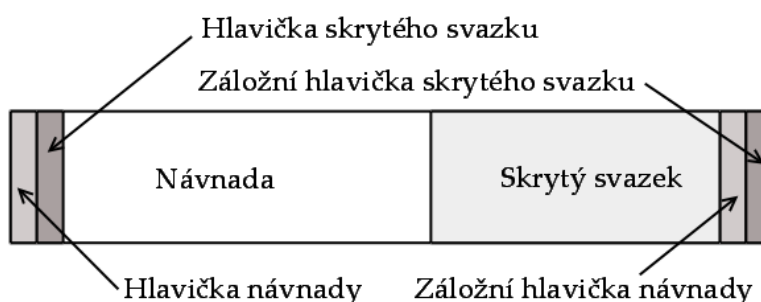 Hlavička skrytého svazku
Záložní hlavička skrytého svazku
Návnada
Skrytý svazek
Hlavička návnady
Záložní hlavička návnady